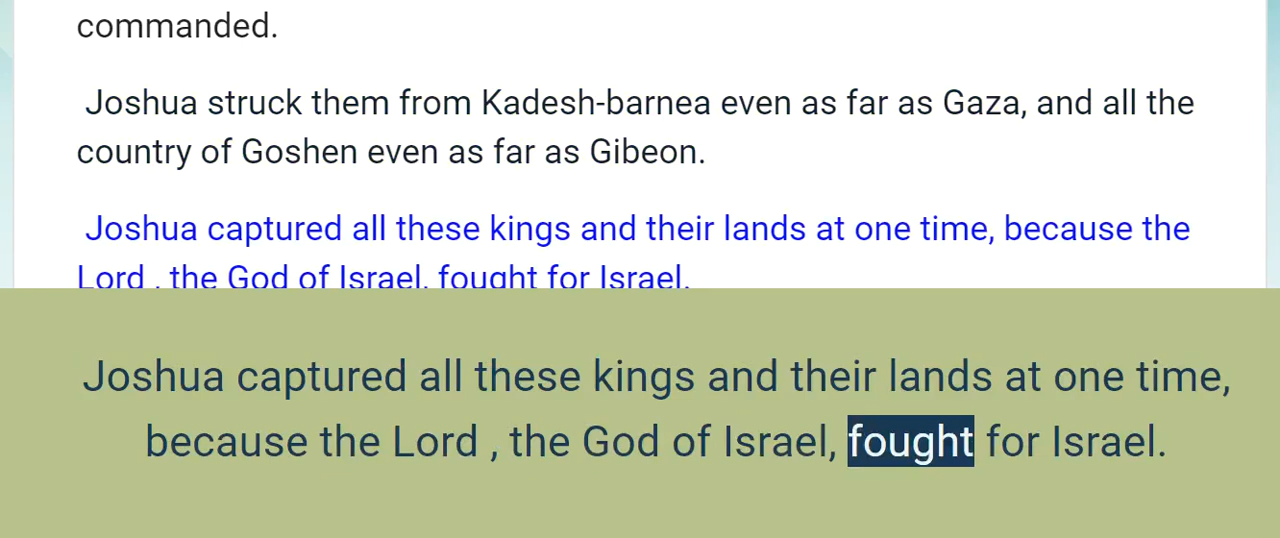 commanded.
Joshua struck them from Kadesh-barnea even as far as Gaza, and all the
country of Goshen even as far as Gibeon.
Joshua captured all these kings and their lands at one time, because the
Lord , the God of Israel, fought for Israel.
Joshua captured all these kings and their lands at one time,
because the Lord , the God of Israel, fought for Israel.